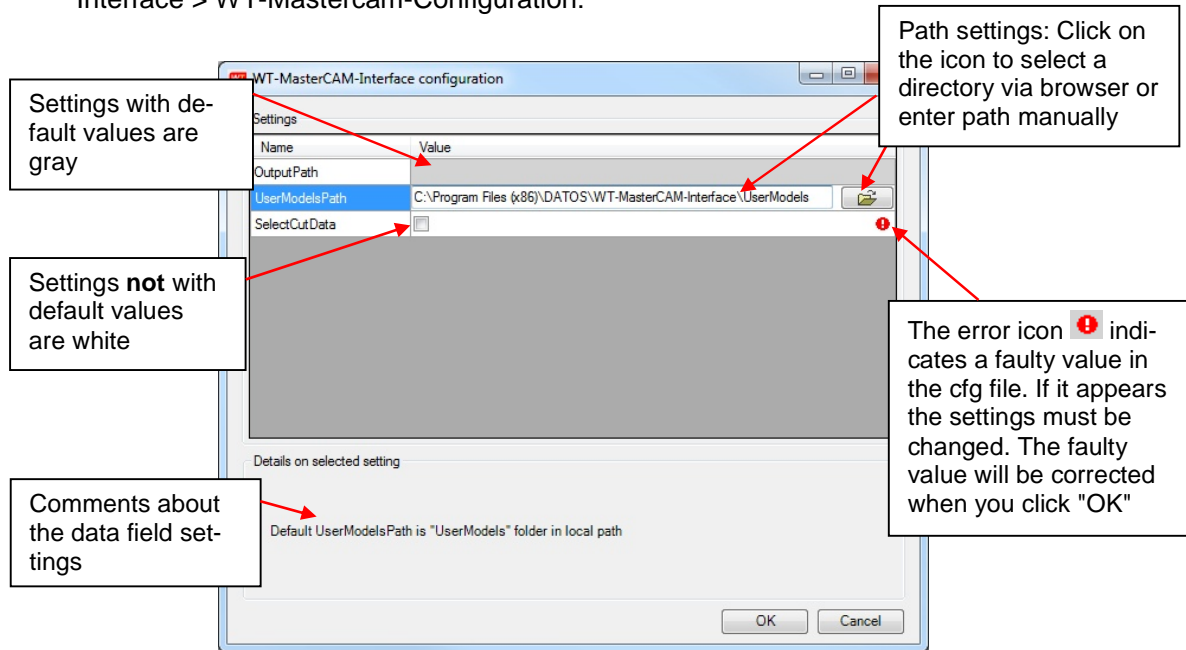 Interface > WT-Mastercam-Configuration.
Path settings: Click on
the icon to select a
directory via browser or
enter path manually
WT-MasterCAM-Interface configuration
Settings with de-
fault values are
gray
Settings
Name Value
OutputPath
UserModelsPath C:\Program Files (x86)\DATOS\WT-MasterCAM-Interface\UserModels
SelectCutData
Settings not with
default values
are white
The error icon indi-
cates a faulty value in
the cfg file. If it appears
the settings must be
changed. The faulty
value will be corrected
when you click "OK"
Details on selected setting
Comments about
the data field set-
tings
Default UserModelsPath is "UserModels" folder in local path
OK Cancel